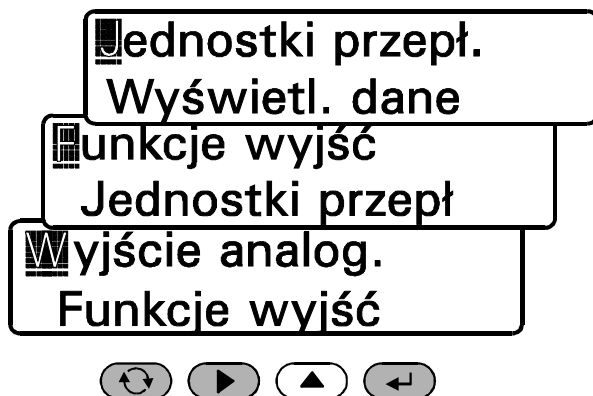 Jednostki przepł.
Wyświetl. dane
Funkcje wyjść
Jednostki przepł
Wyjście analog.
Funkcje wyjść